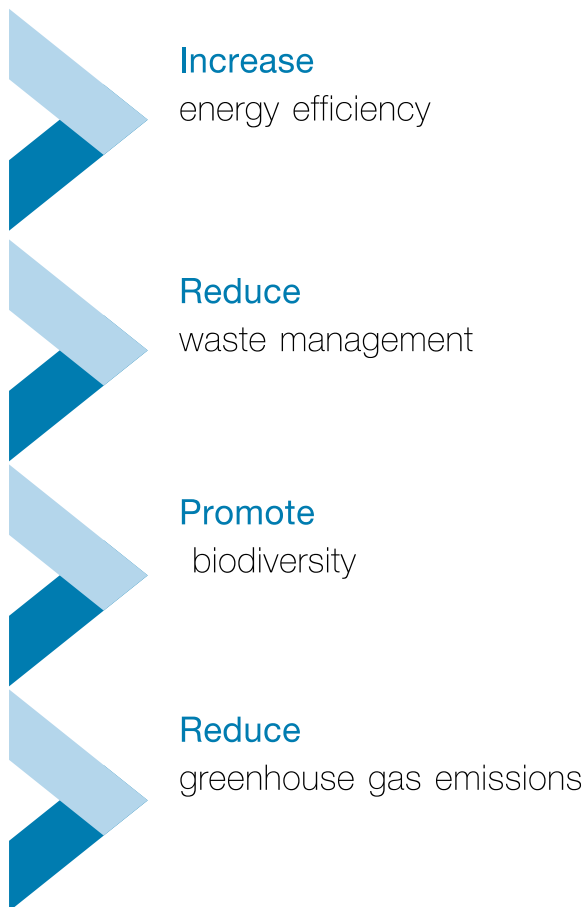 Increase
energy efficiency
Reduce
waste management
Promote
biodiversity
Reduce
greenhouse gas emissions